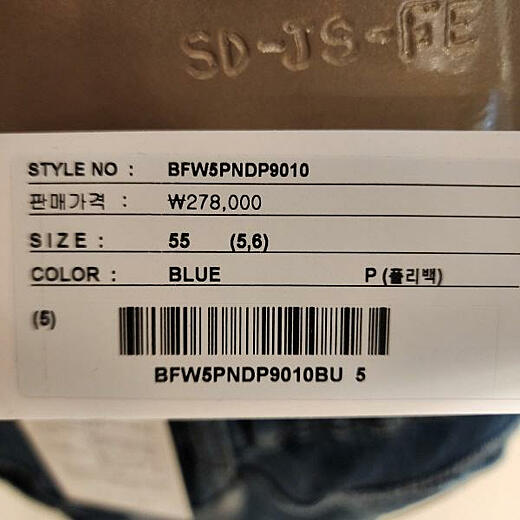 SD-JS-FE
STYLE NO : BFW5PNDP9010
판매가격 : ₩278,000
SIZE : 55 (5,6)
COLOR : BLUE P (폴리백)
(5)
BFW5PNDP9010BU 5